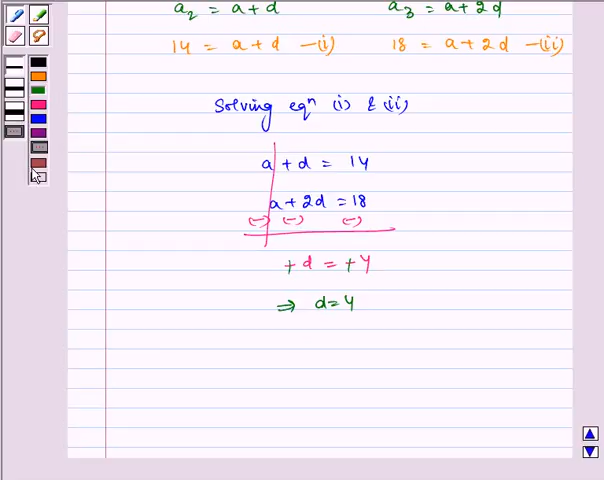 a2 = a + d a3 = a + 2d
14 = a + d —(i) 18 = a + 2d —(ii)
Solving eqn (i) & (ii)
a + d = 14
a + 2d = 18
(-) (-) (-)
+ d = + 4
⇒ d = 4